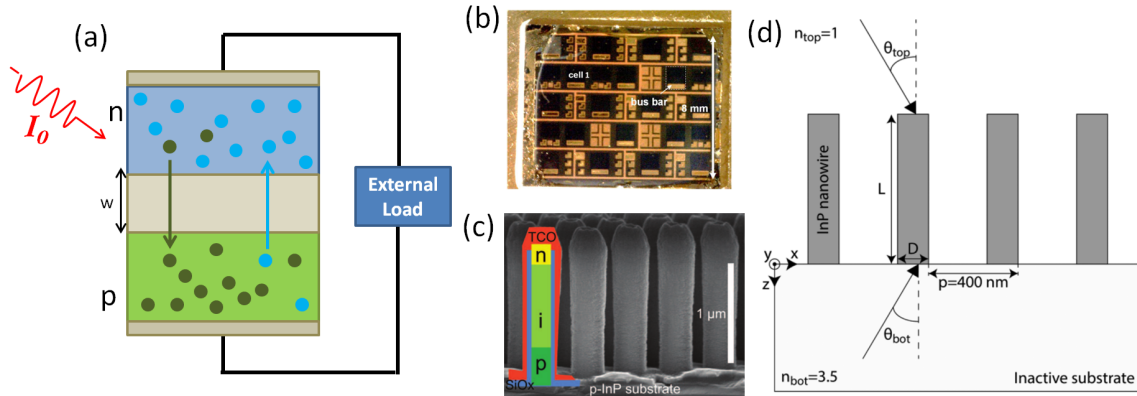 (a)
I0
n
w
p
External
Load
(b)
cell 1
bus bar
8 mm
(c)
TCO
n
i
p
SiOx
p-InP substrate
1 µm
(d)
ntop=1
θtop
InP nanowire
L
D
y
x
z
p=400 nm
θbot
nbot=3.5
Inactive substrate